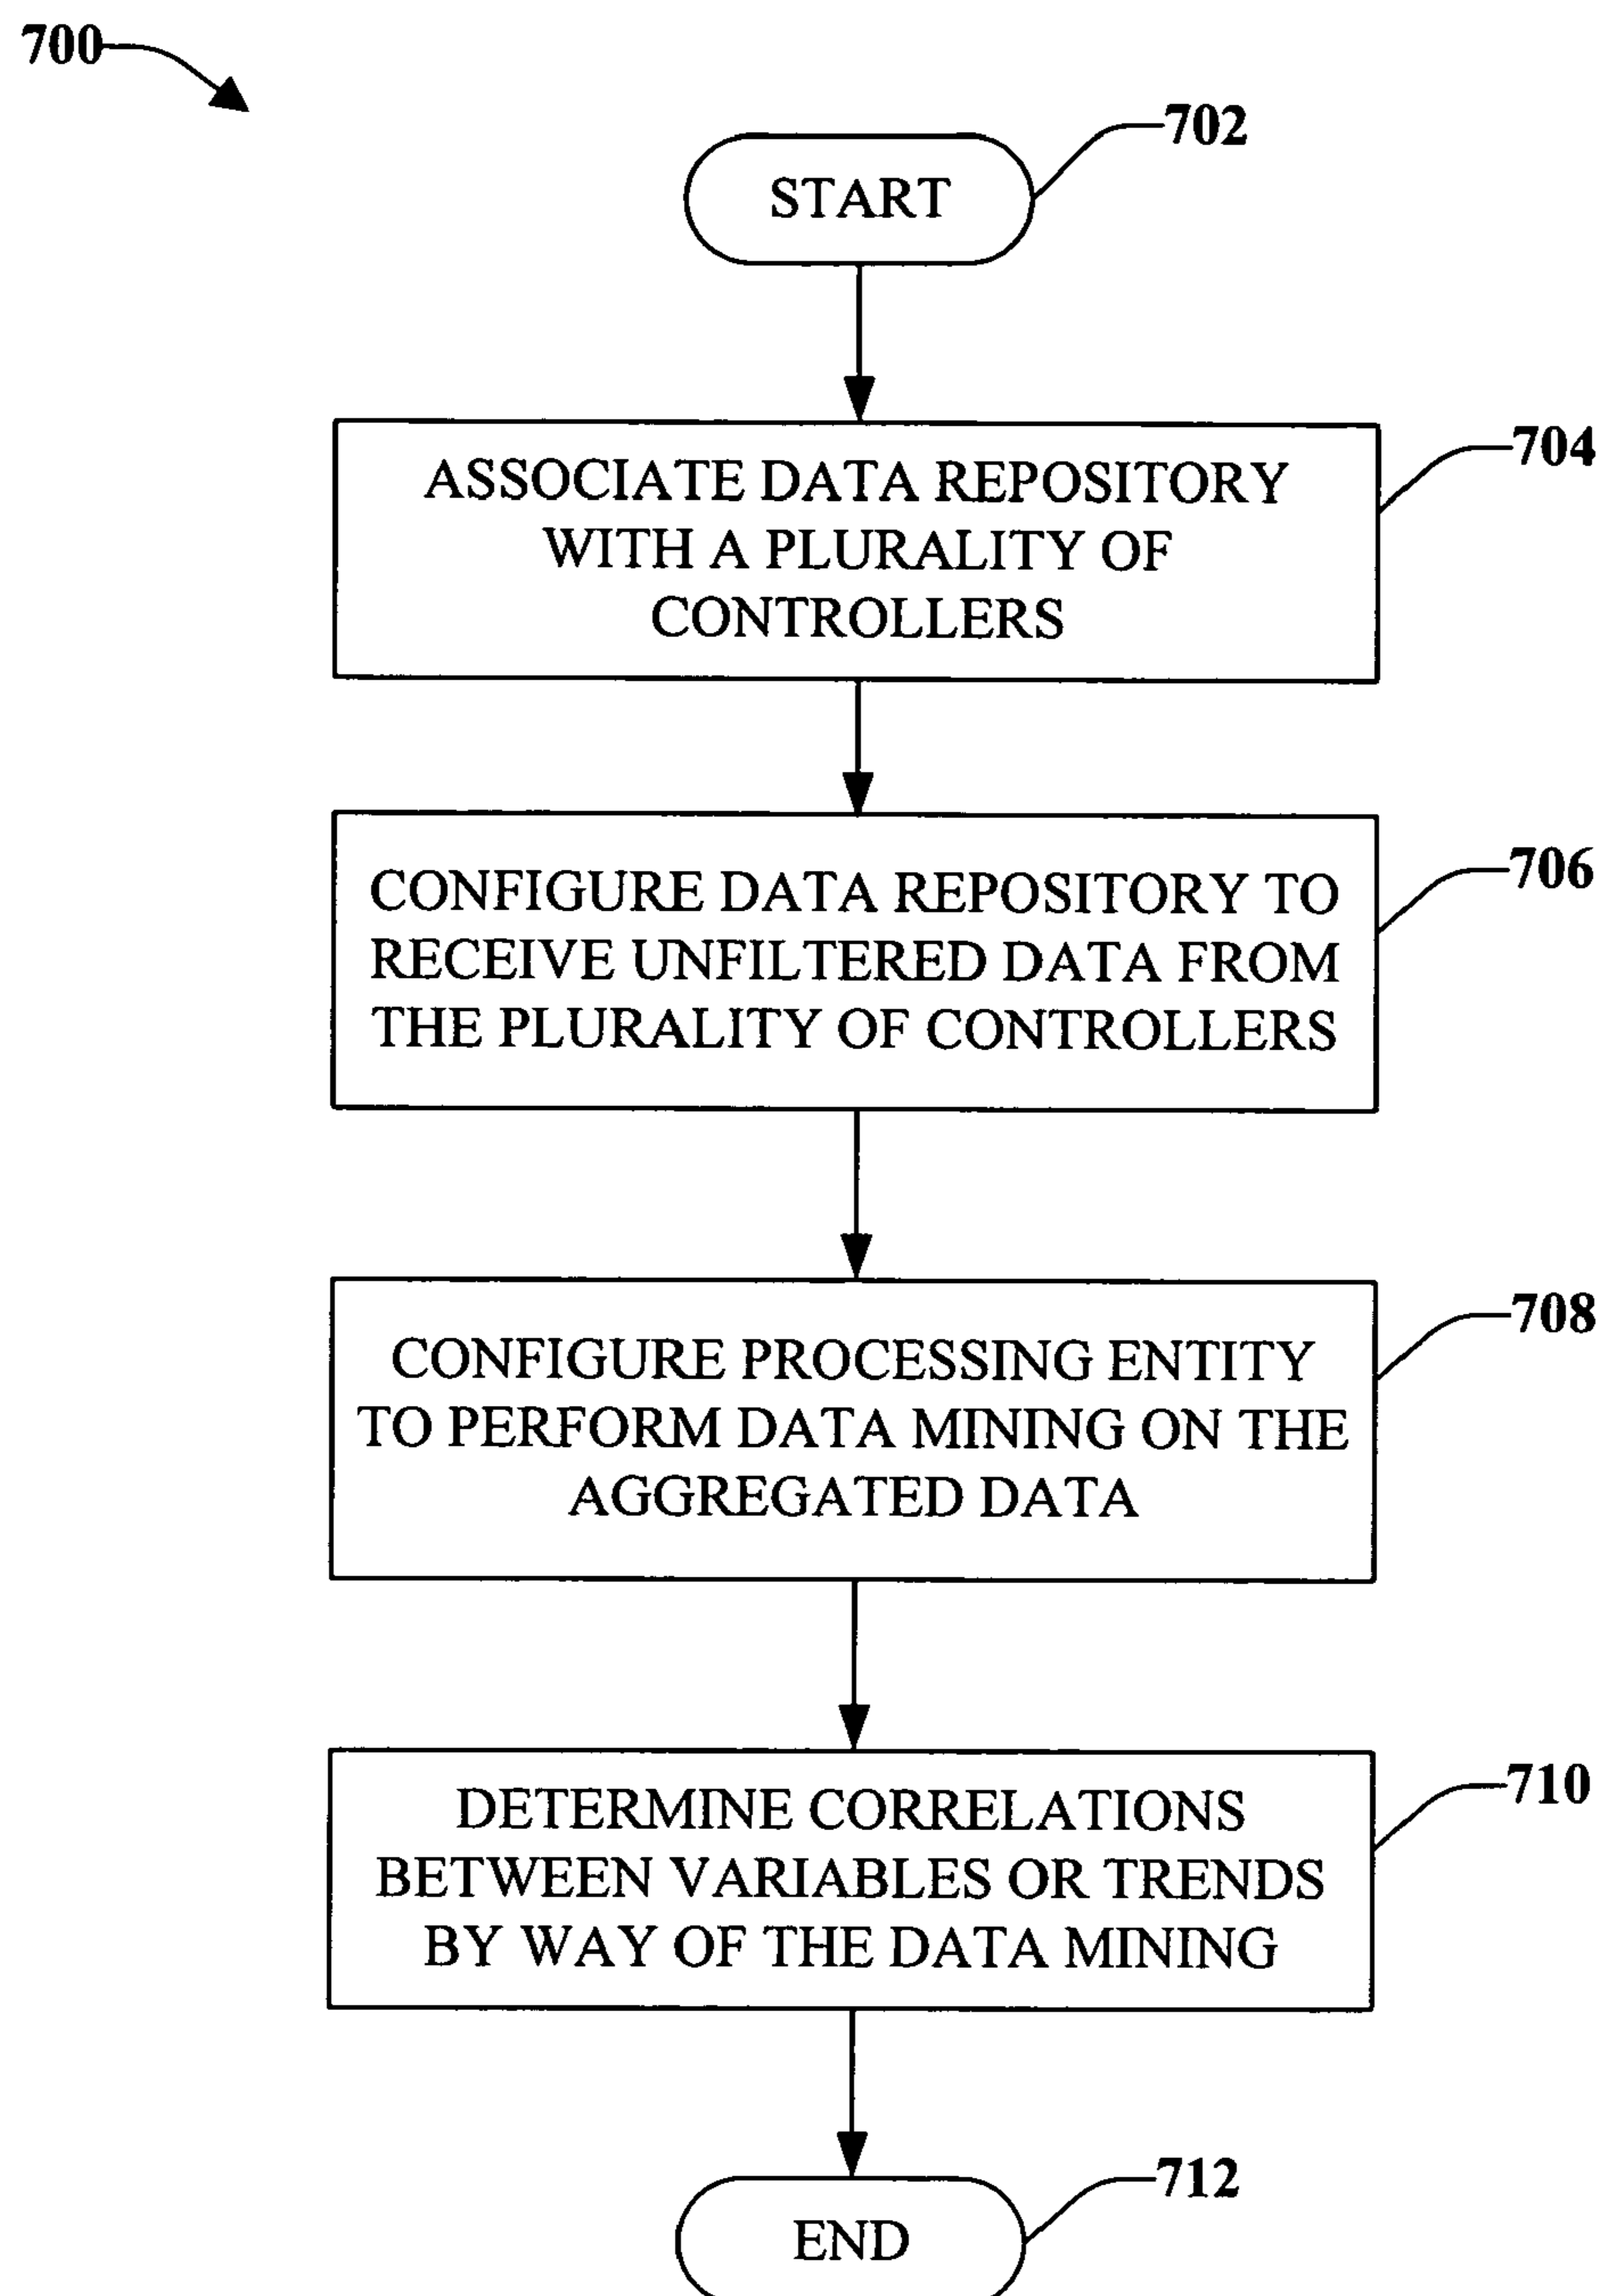 700
702
START
704
ASSOCIATE DATA REPOSITORY
WITH A PLURALITY OF
CONTROLLERS
706
CONFIGURE DATA REPOSITORY TO
RECEIVE UNFILTERED DATA FROM
THE PLURALITY OF CONTROLLERS
708
CONFIGURE PROCESSING ENTITY
TO PERFORM DATA MINING ON THE
AGGREGATED DATA
710
DETERMINE CORRELATIONS
BETWEEN VARIABLES OR TRENDS
BY WAY OF THE DATA MINING
712
END